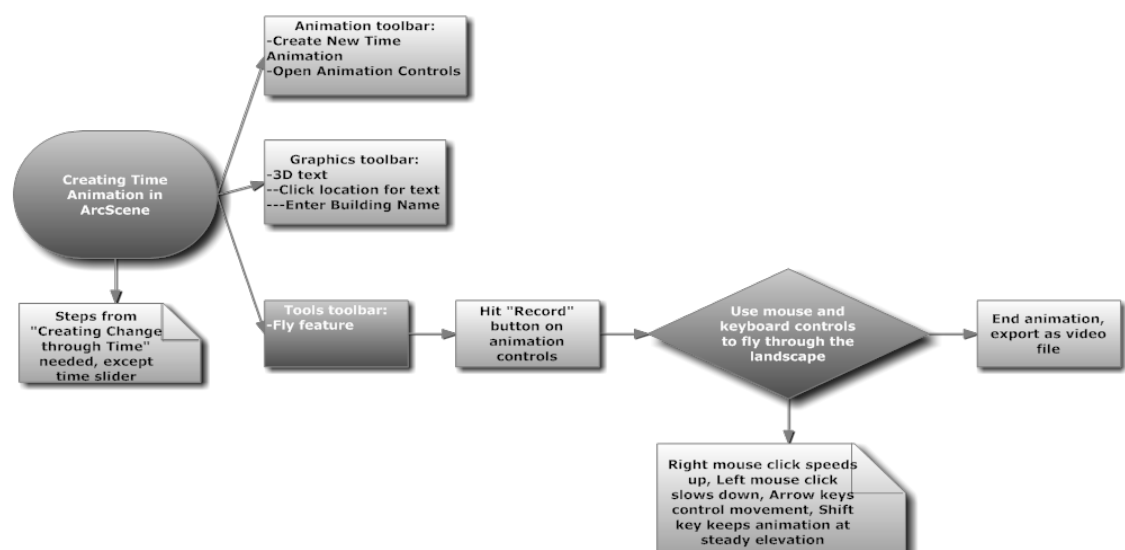 Animation toolbar:
-Create New Time
Animation
-Open Animation Controls
Graphics toolbar:
-3D text
--Click location for text
---Enter Building Name
Creating Time
Animation in
ArcScene
Steps from
"Creating Change
through Time"
needed, except
time slider
Tools toolbar:
-Fly feature
Hit "Record"
button on
animation
controls
Use mouse and
keyboard controls
to fly through the
landscape
End animation,
export as video
file
Right mouse click speeds
up, Left mouse click
slows down, Arrow keys
control movement, Shift
key keeps animation at
steady elevation